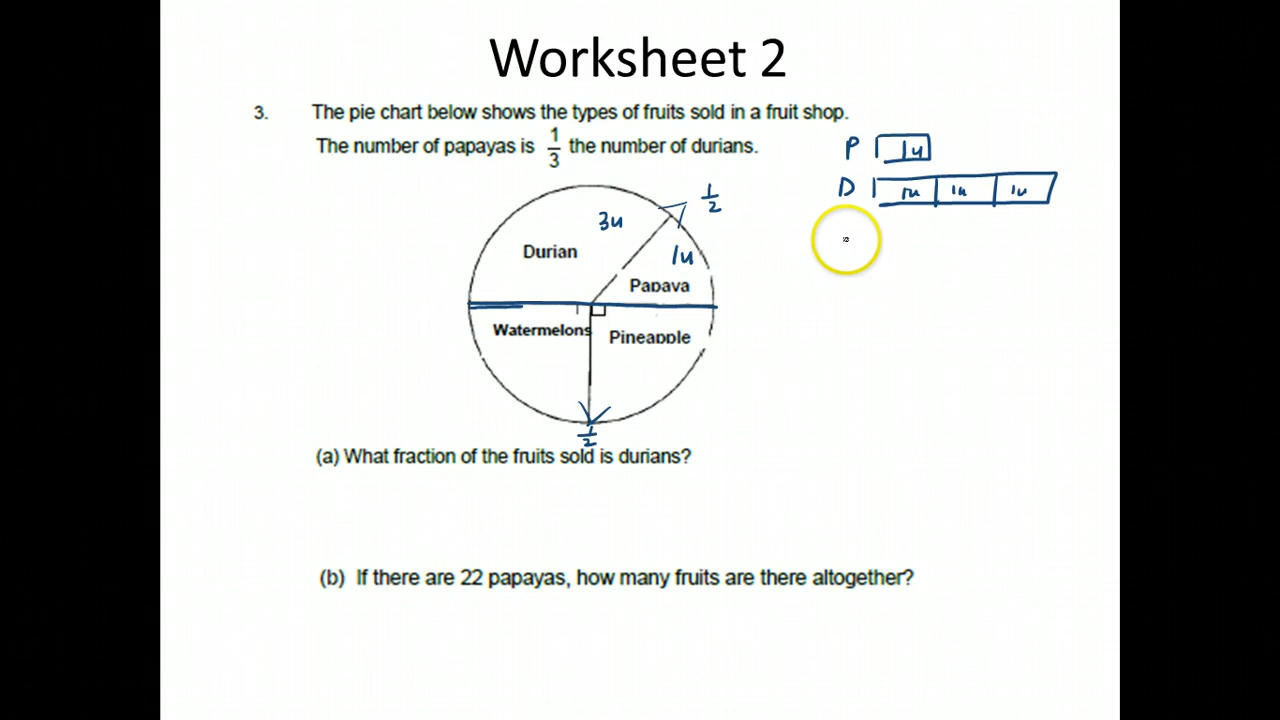 Worksheet 2
3. The pie chart below shows the types of fruits sold in a fruit shop.
The number of papayas is 1/3 the number of durians.
P 1u
D 1u 1u 1u
1/2
3u
Durian
1u
Papava
Watermelons
Pineapple
1/2
(a) What fraction of the fruits sold is durians?
(b) If there are 22 papayas, how many fruits are there altogether?